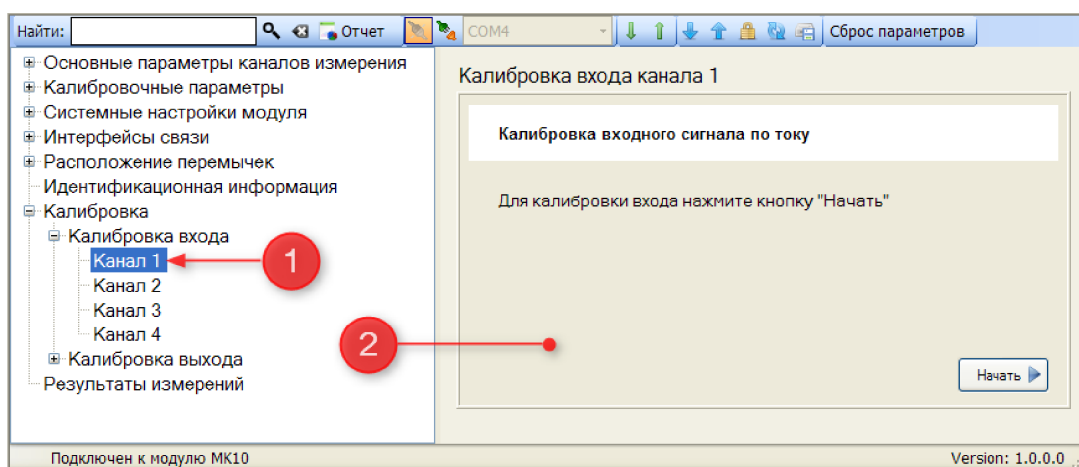 Найти: Отчет COM4 Сброс параметров
Основные параметры каналов измерения
Калибровочные параметры
Системные настройки модуля
Интерфейсы связи
Расположение перемычек
Идентификационная информация
Калибровка
Калибровка входа
Канал 1
1
Канал 2
Канал 3
Канал 4
2
Калибровка выхода
Результаты измерений
Калибровка входа канала 1
Калибровка входного сигнала по току
Для калибровки входа нажмите кнопку "Начать"
Начать
Подключен к модулю МК10
Version: 1.0.0.0